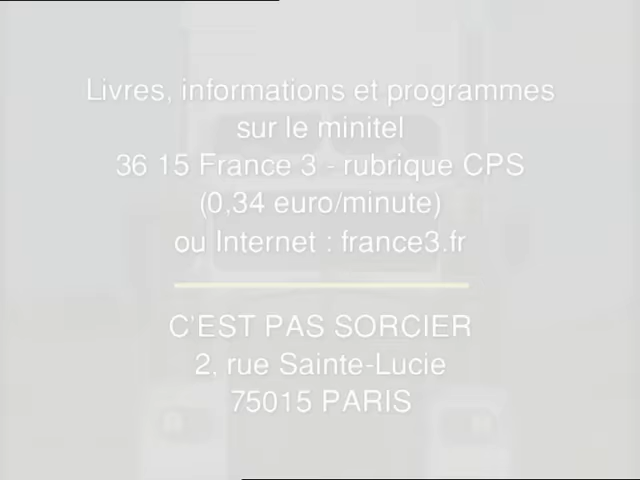 Livres, informations et programmes
sur le minitel
36 15 France 3 - rubrique CPS
(0,34 euro/minute)
ou Internet : france3.fr
C'EST PAS SORCIER
2, rue Sainte-Lucie
75015 PARIS